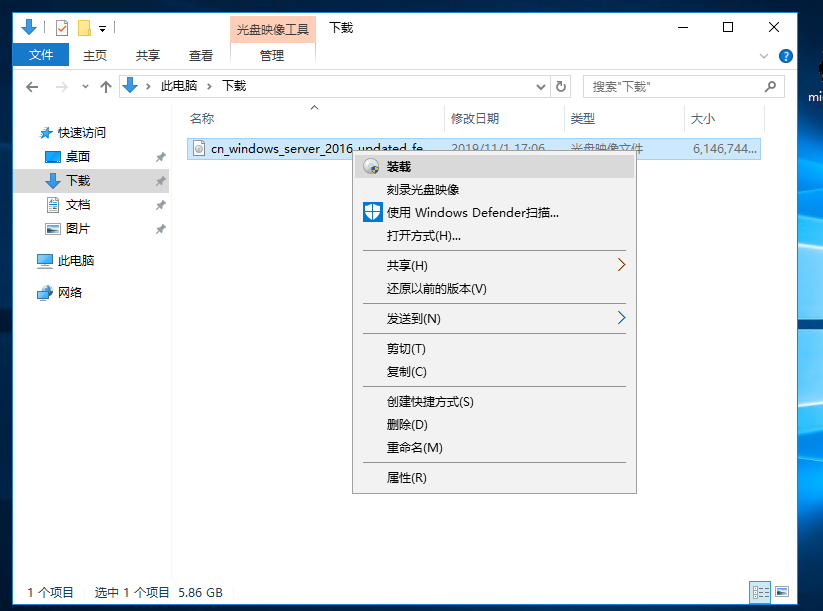 光盘映像工具 下载
文件 主页 共享 查看 管理
此电脑 下载 搜索"下载"
名称 修改日期 类型 大小
快速访问
桌面
下载
文档
图片
此电脑
网络
cn_windows_server_2016_updated_fe... 2019/11/1 17:06 光盘映像文件 6,146,744...
装载
刻录光盘映像
使用 Windows Defender扫描...
打开方式(H)...
共享(H)
还原以前的版本(V)
发送到(N)
剪切(T)
复制(C)
创建快捷方式(S)
删除(D)
重命名(M)
属性(R)
1 个项目 选中 1 个项目 5.86 GB
mi